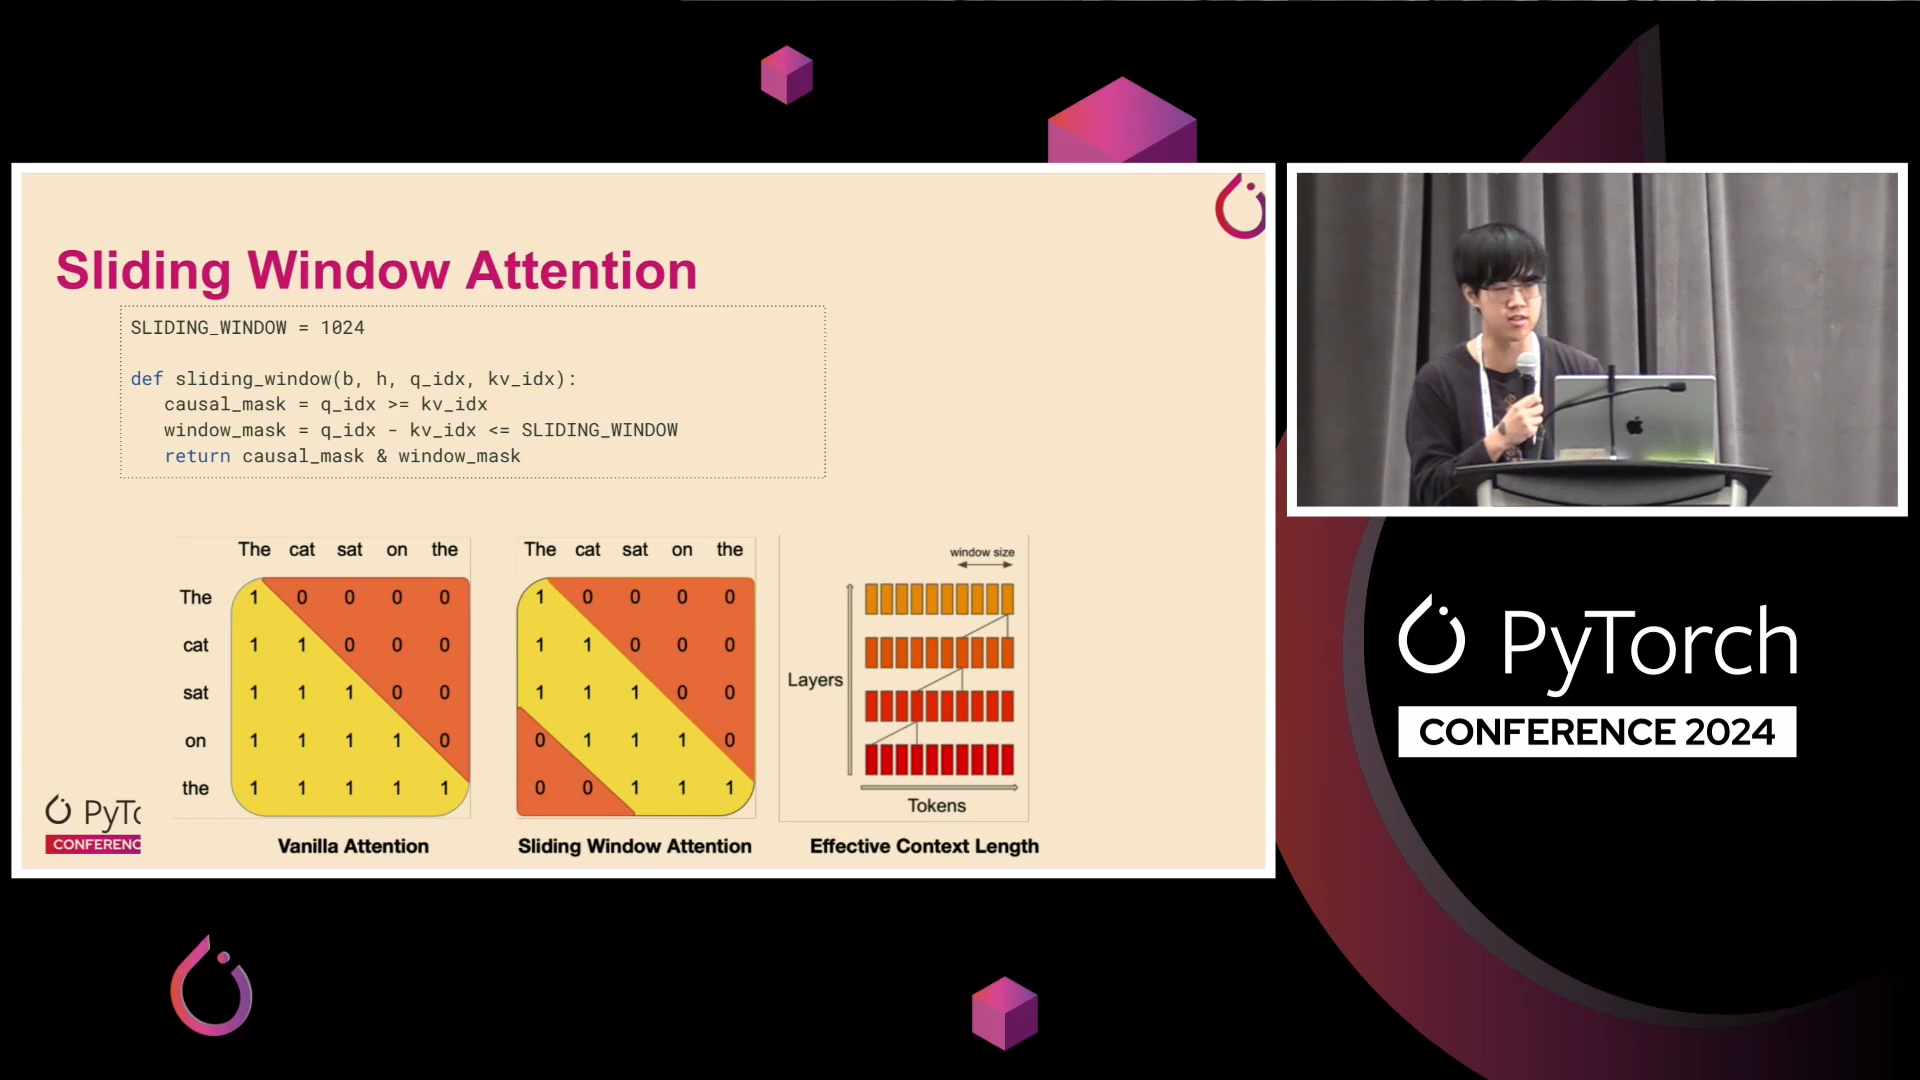 Sliding Window Attention
SLIDING_WINDOW = 1024
def sliding_window(b, h, q_idx, kv_idx):
causal_mask = q_idx >= kv_idx
window_mask = q_idx - kv_idx <= SLIDING_WINDOW
return causal_mask & window_mask
The cat sat on the
The 1 0 0 0 0
cat 1 1 0 0 0
sat 1 1 1 0 0
on 1 1 1 1 0
the 1 1 1 1 1
Vanilla Attention
The cat sat on the
1 0 0 0 0
1 1 0 0 0
1 1 1 0 0
0 1 1 1 0
0 0 1 1 1
Sliding Window Attention
window size
Layers
Tokens
Effective Context Length
PyTo
CONFERENC
PyTorch
CONFERENCE 2024